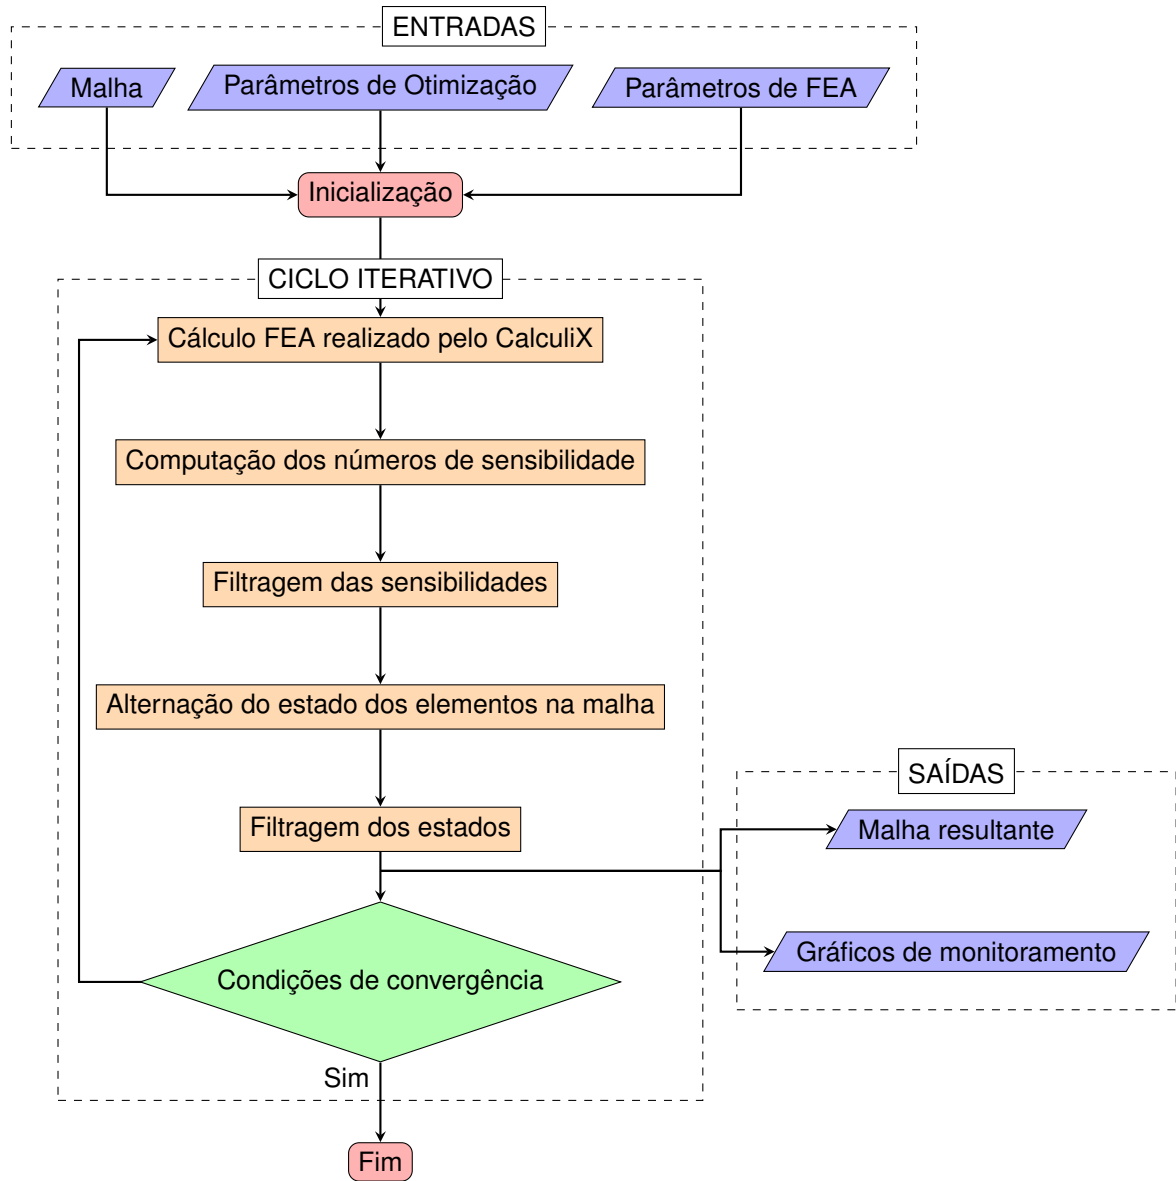 ENTRADAS
Malha
Parâmetros de Otimização
Parâmetros de FEA
Inicialização
CICLO ITERATIVO
Cálculo FEA realizado pelo CalculiX
Computação dos números de sensibilidade
Filtragem das sensibilidades
Alternação do estado dos elementos na malha
Filtragem dos estados
SAÍDAS
Malha resultante
Gráficos de monitoramento
Condições de convergência
Sim
Fim